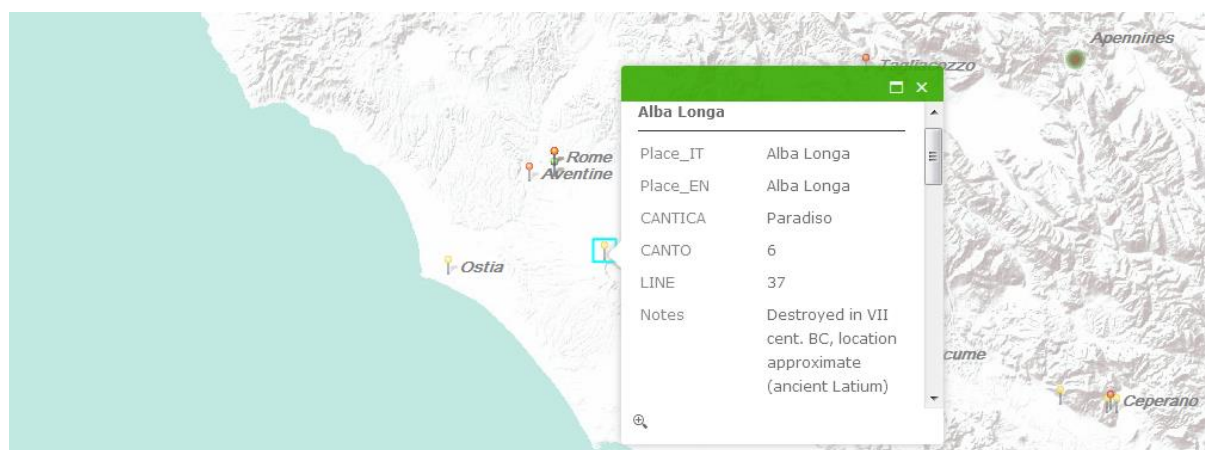 Apennines
Tagliacozzo
Alba Longa
Place_IT Alba Longa
Rome
Aventine
Place_EN Alba Longa
CANTICA Paradiso
CANTO 6
Ostia
LINE 37
Notes Destroyed in VII
cent. BC, location
approximate
(ancient Latium)
cume
Ceperano